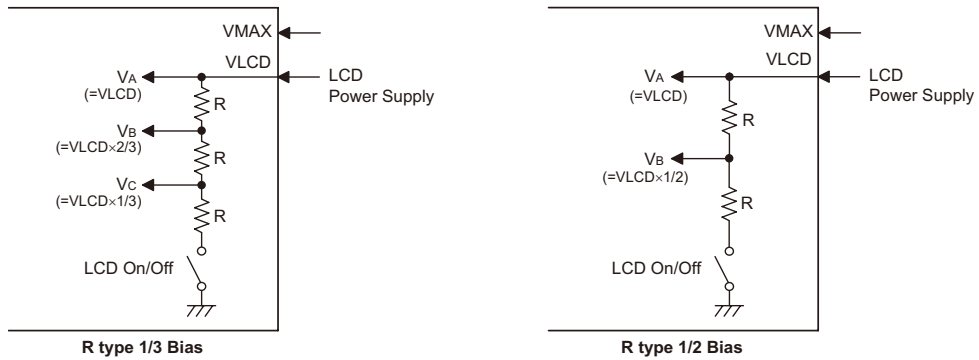 VMAX
VLCD
VA
(=VLCD)
LCD
Power Supply
R
VB
(=VLCD×2/3)
R
VC
(=VLCD×1/3)
R
LCD On/Off
R type 1/3 Bias
VMAX
VLCD
VA
(=VLCD)
LCD
Power Supply
R
VB
(=VLCD×1/2)
R
LCD On/Off
R type 1/2 Bias